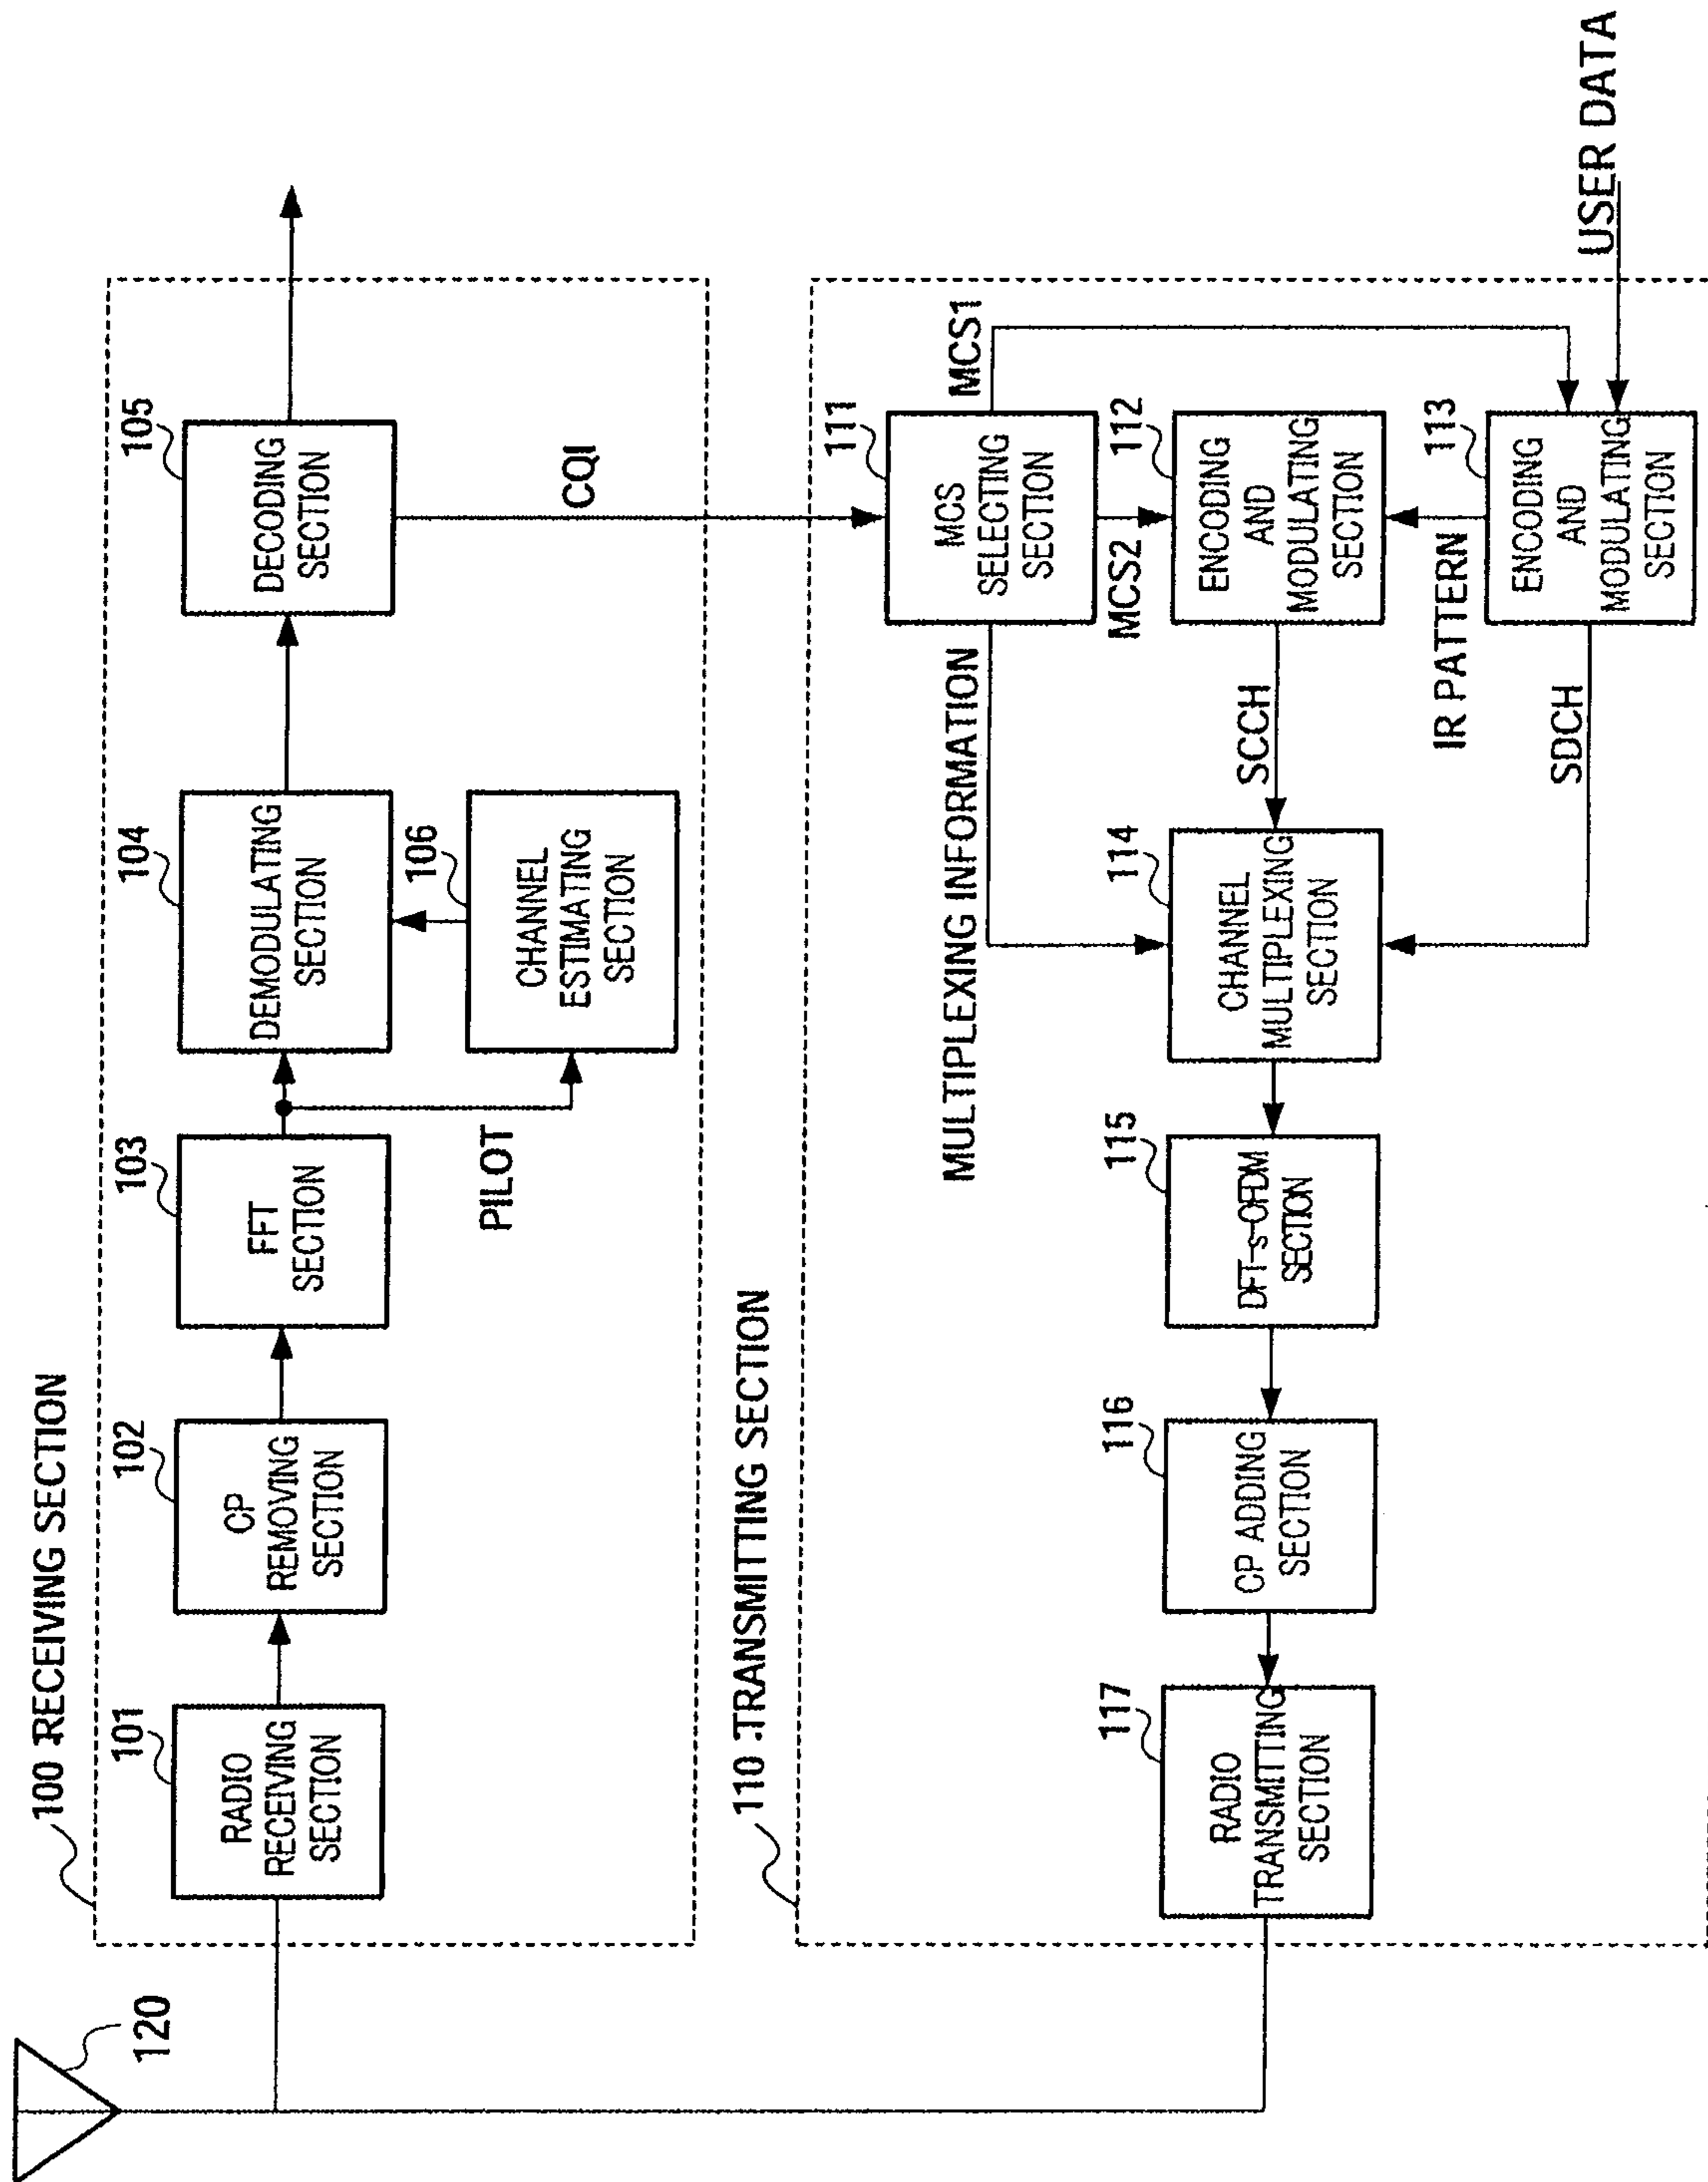 100 RECEIVING SECTION
101
RADIO
RECEIVING
SECTION
102
CP
REMOVING
SECTION
103
FFT
SECTION
PILOT
104
DEMODULATING
SECTION
106
CHANNEL
ESTIMATING
SECTION
105
DECODING
SECTION
CQI
120
110 TRANSMITTING SECTION
117
RADIO
TRANSMITTING
SECTION
116
CP ADDING
SECTION
115
DFT-s-OFDM
SECTION
114
CHANNEL
MULTIPLEXING
SECTION
MULTIPLEXING INFORMATION
SCCH
SDCH
111
MCS
SELECTING
SECTION
MCS1
MCS2
112
ENCODING
AND
MODULATING
SECTION
IR PATTERN
113
ENCODING
AND
MODULATING
SECTION
USER DATA